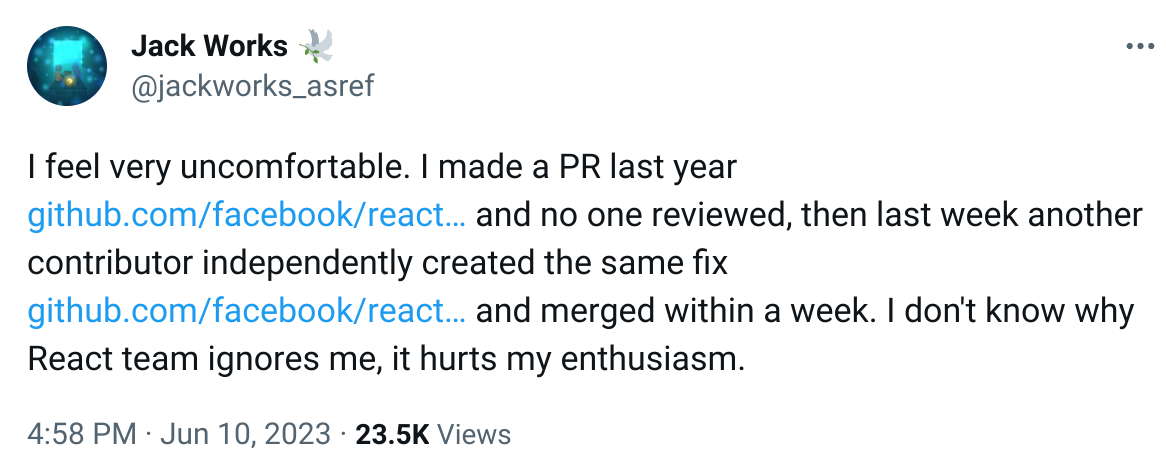 Jack Works 🕊️
@jackworks_asref
I feel very uncomfortable. I made a PR last year
github.com/facebook/react… and no one reviewed, then last week another
contributor independently created the same fix
github.com/facebook/react… and merged within a week. I don't know why
React team ignores me, it hurts my enthusiasm.
4:58 PM · Jun 10, 2023 · 23.5K Views